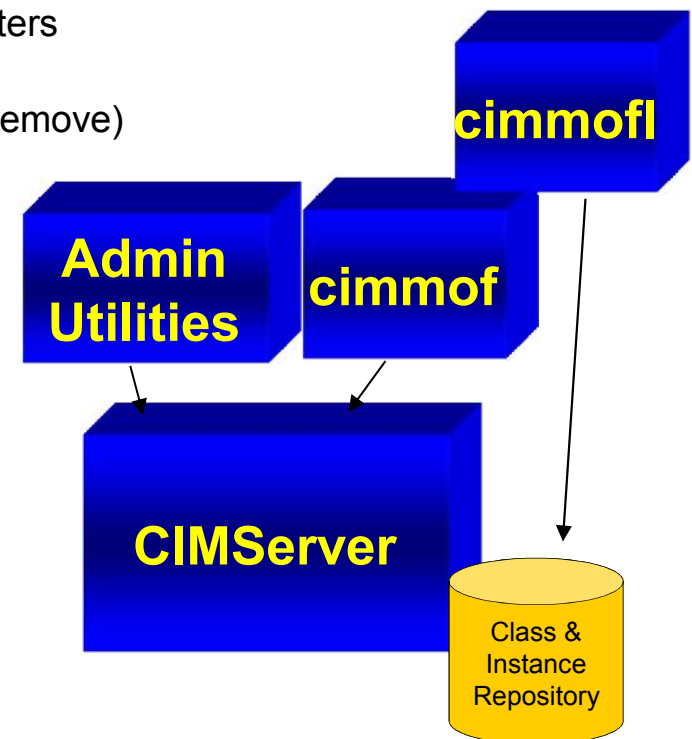 ters
emove)
cimmofl
Admin
Utilities
cimmof
CIMServer
Class &
Instance
Repository